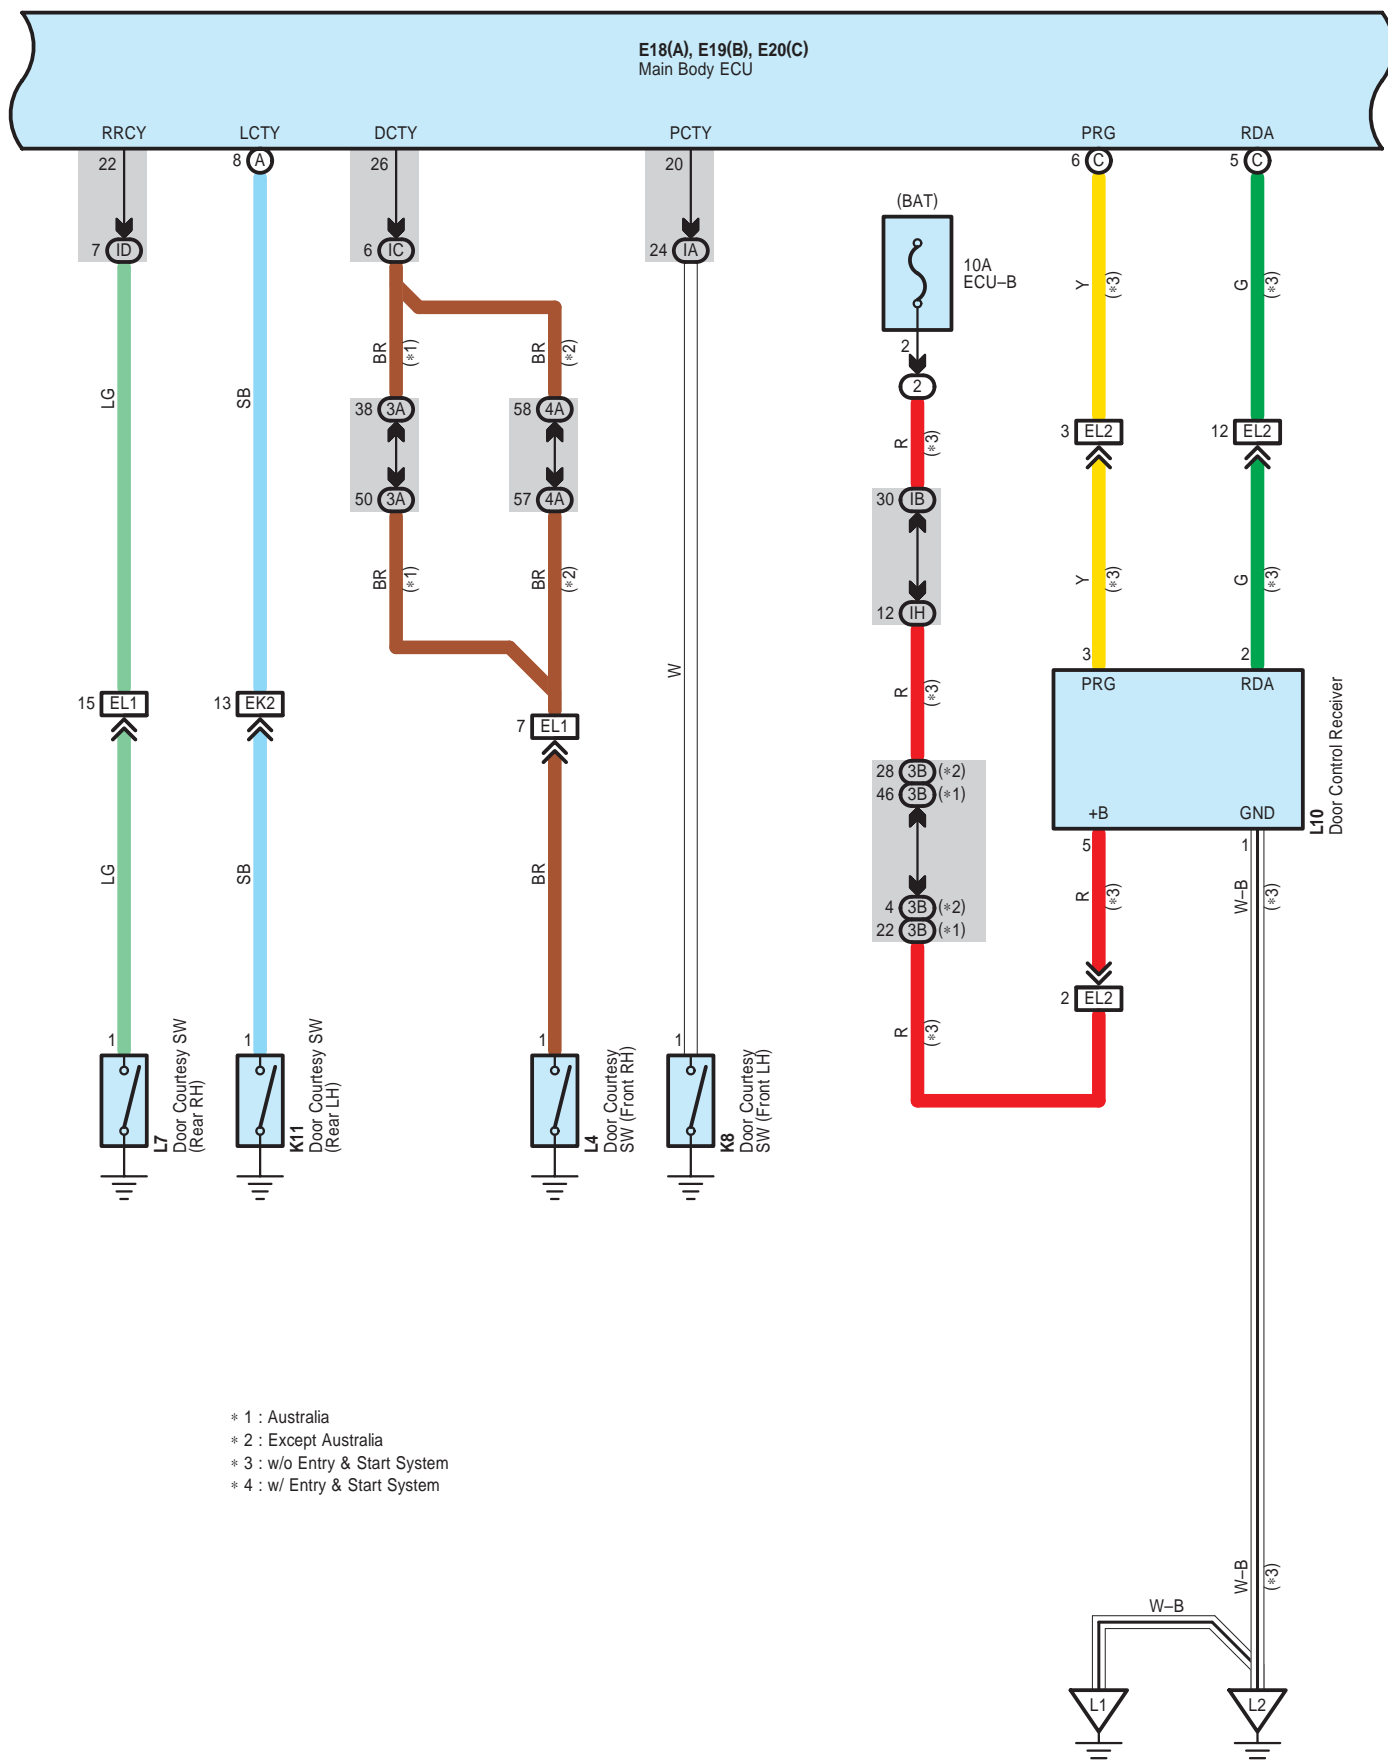 E18(A), E19(B), E20(C)
Main Body ECU
RRCY LCTY DCTY PCTY PRG RDA
22 8 A 26 20 6 C 5 C
7 ID 6 IC 24 IA
(BAT)
10A
ECU–B
2
2
Y (∗3) G (∗3)
BR (∗1) BR (∗2)
LG SB
38 3A 58 4A
3 EL2 12 EL2
R (∗3)
50 3A 57 4A 30 IB
BR (∗1) BR (∗2)
Y (∗3) G (∗3)
12 IH
W
3 2
PRG RDA
R (∗3)
15 EL1 13 EK2 7 EL1
28 3B (∗2)
46 3B (∗1)
+B GND
L10
Door Control Receiver
5 1
LG SB BR
R (∗3) W–B (∗3)
4 3B (∗2)
22 3B (∗1)
2 EL2
R (∗3)
1 1 1 1
L7
Door Courtesy SW
(Rear RH)
K11
Door Courtesy SW
(Rear LH)
L4
Door Courtesy
SW (Front RH)
K8
Door Courtesy
SW (Front LH)
∗ 1 : Australia
∗ 2 : Except Australia
∗ 3 : w/o Entry & Start System
∗ 4 : w/ Entry & Start System
W–B (∗3)
W–B
L1 L2